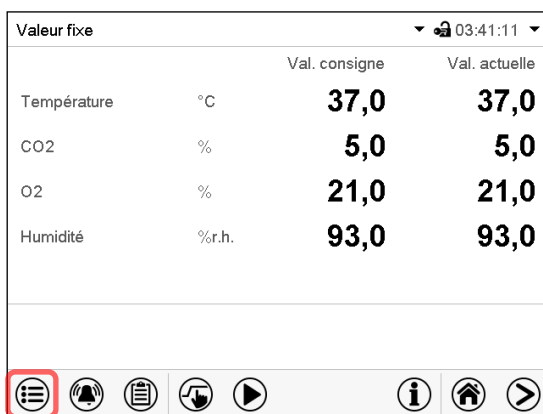 Valeur fixe 03:41:11
Val. consigne Val. actuelle
Température °C 37,0 37,0
CO2 % 5,0 5,0
O2 % 21,0 21,0
Humidité %r.h. 93,0 93,0